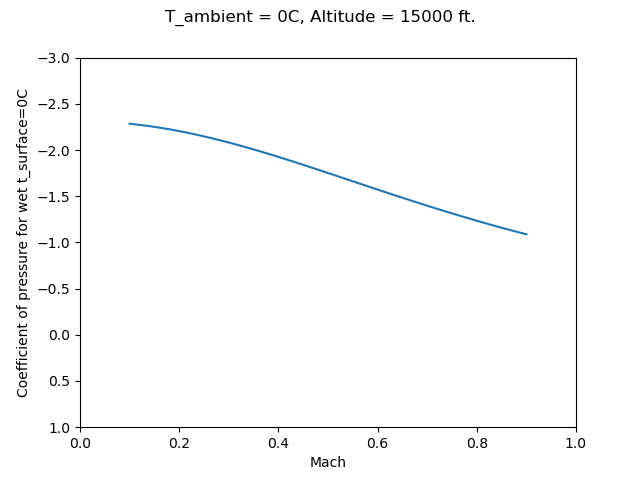 T_ambient = 0C, Altitude = 15000 ft.
Coefficient of pressure for wet t_surface=0C
−3.0
−2.5
−2.0
−1.5
−1.0
−0.5
0.0
0.5
1.0
0.0 0.2 0.4 0.6 0.8 1.0
Mach